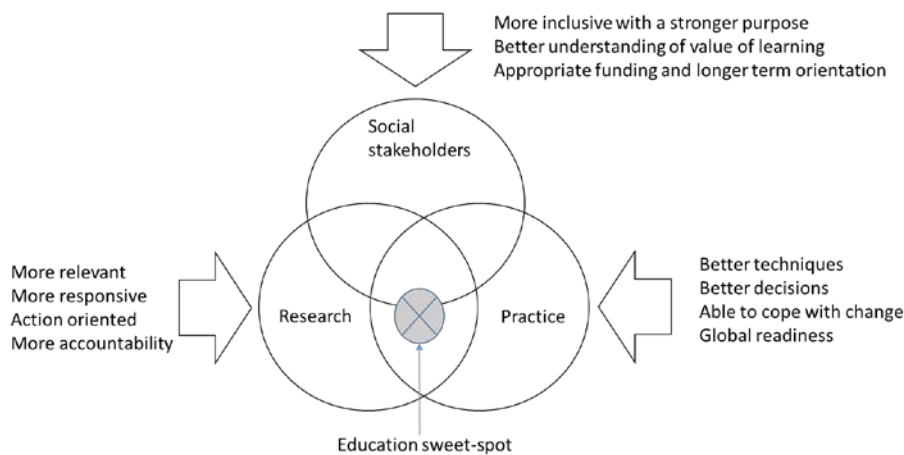 More inclusive with a stronger purpose
Better understanding of value of learning
Appropriate funding and longer term orientation
Social
stakeholders
More relevant
More responsive
Action oriented
More accountability
Research
Practice
Better techniques
Better decisions
Able to cope with change
Global readiness
Education sweet-spot